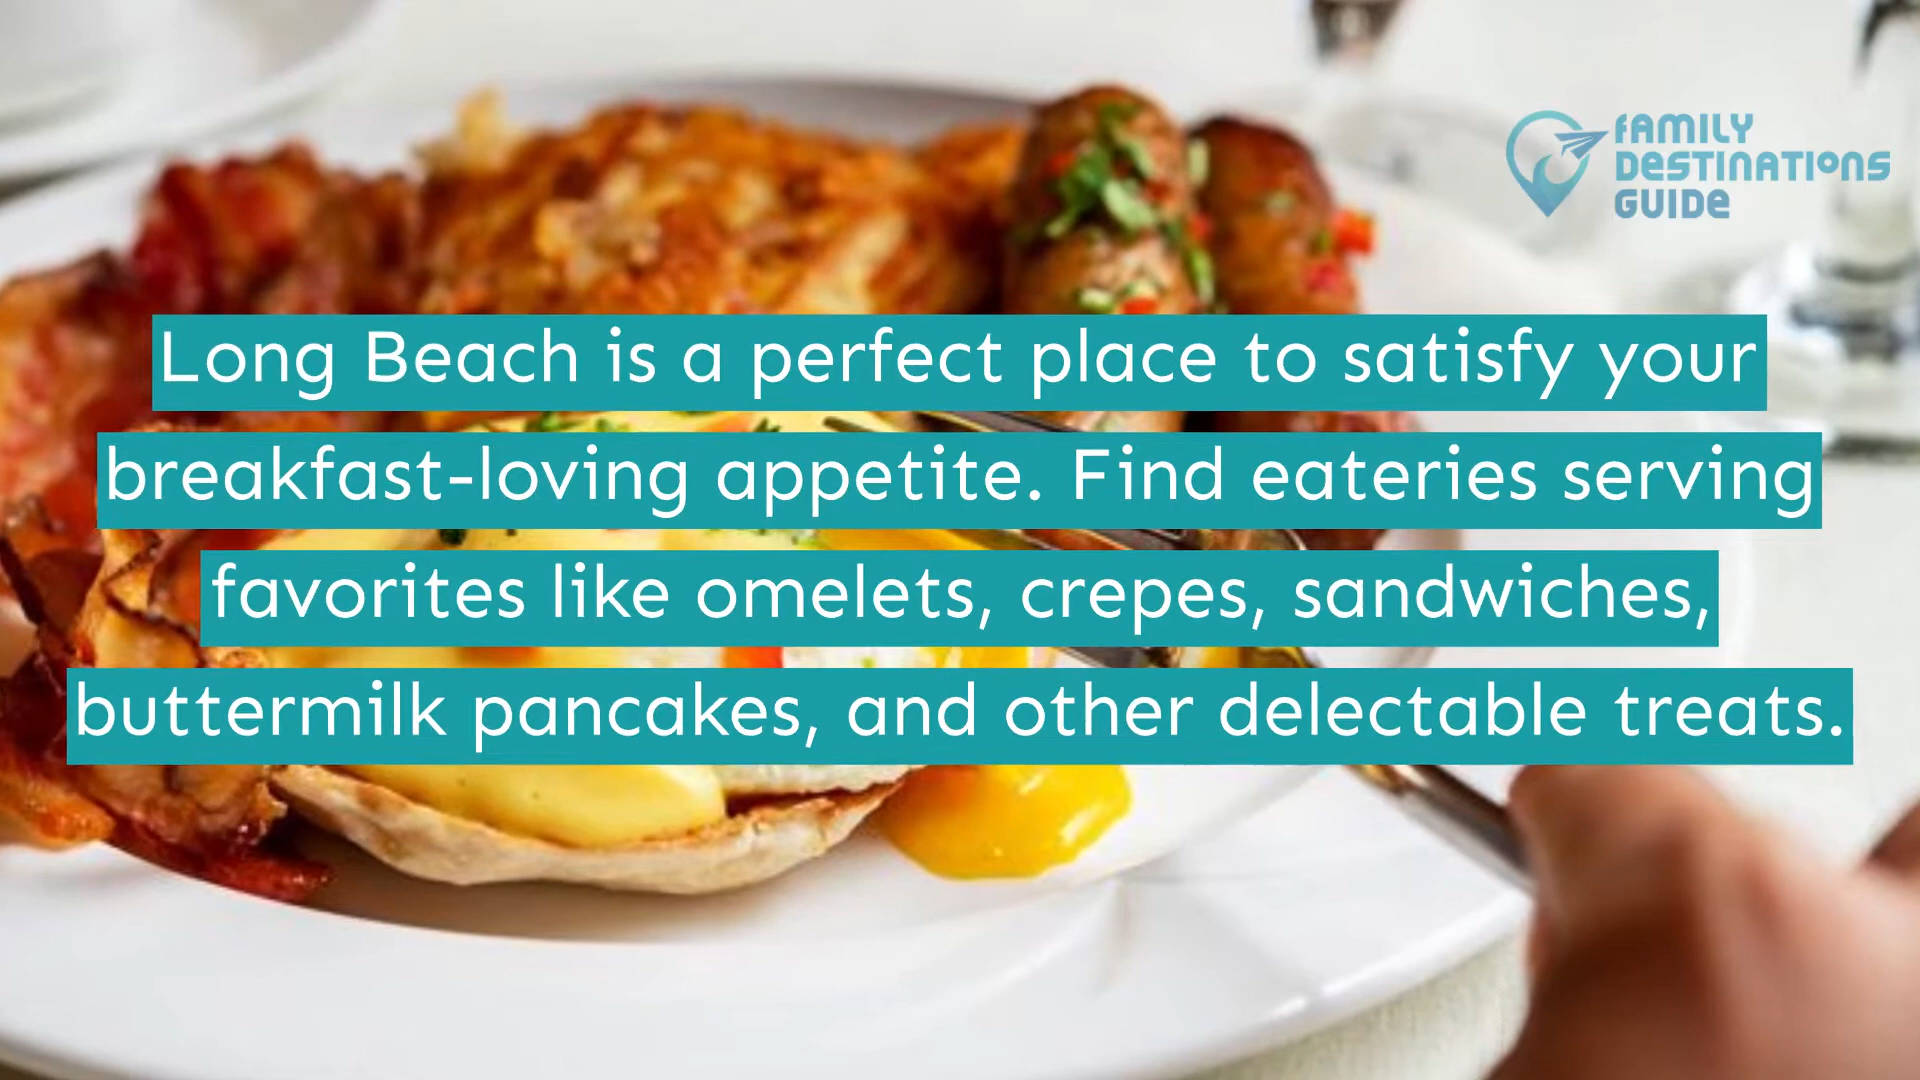 FAMILY
DESTINATIONS
GUIDE
Long Beach is a perfect place to satisfy your
breakfast-loving appetite. Find eateries serving
favorites like omelets, crepes, sandwiches,
buttermilk pancakes, and other delectable treats.